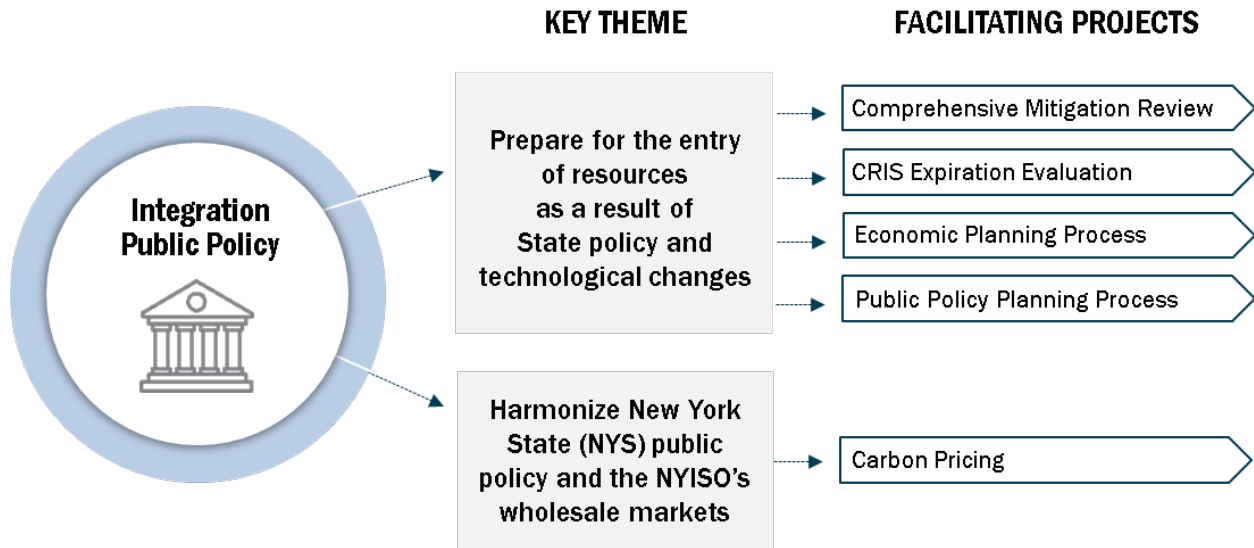 KEY THEME
FACILITATING PROJECTS
Integration
Public Policy
Prepare for the entry
of resources
as a result of
State policy and
technological changes
Comprehensive Mitigation Review
CRIS Expiration Evaluation
Economic Planning Process
Public Policy Planning Process
Harmonize New York
State (NYS) public
policy and the NYISO's
wholesale markets
Carbon Pricing